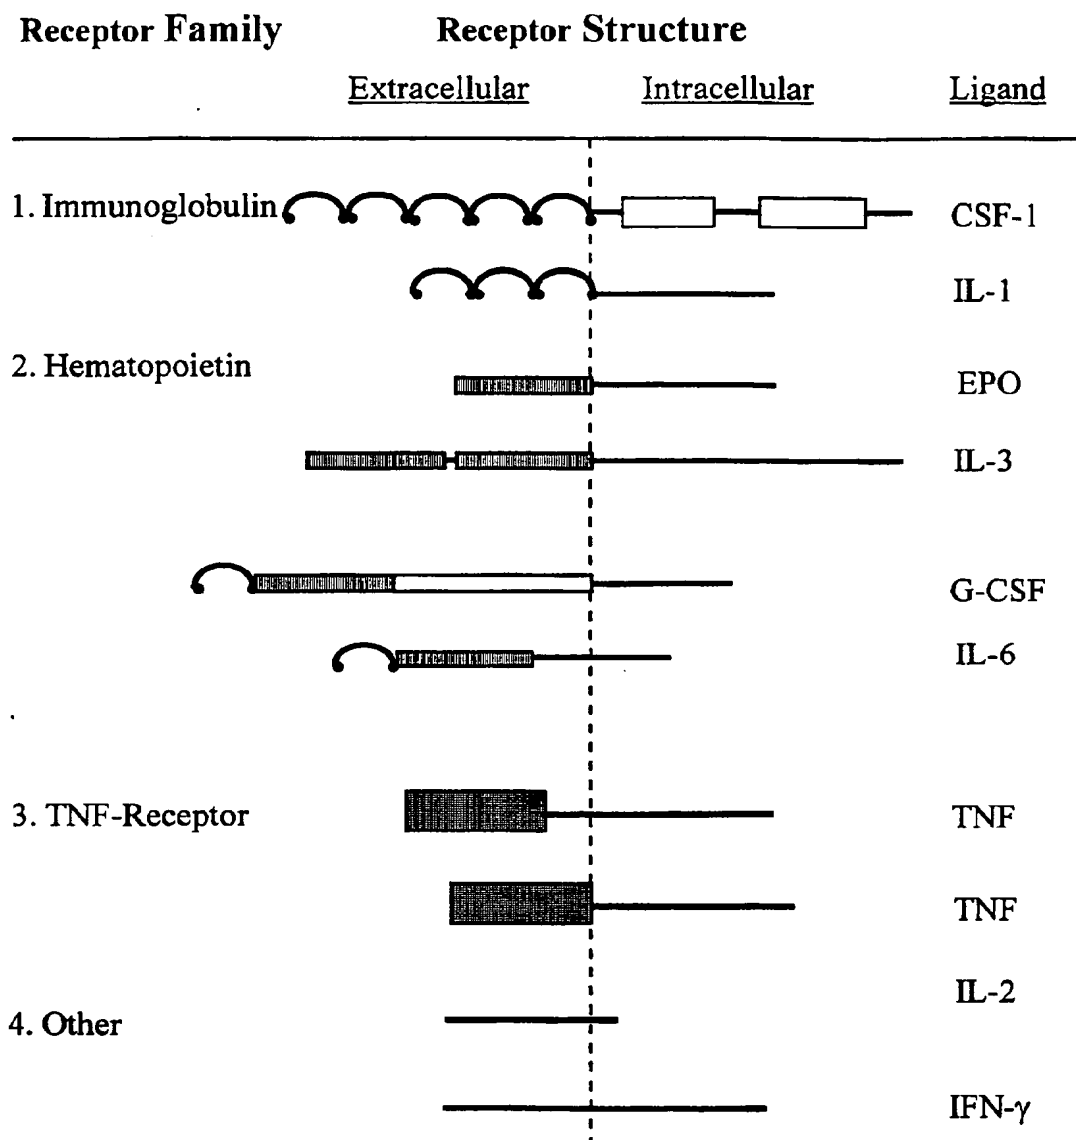 Receptor Family Receptor Structure
Extracellular Intracellular Ligand
1. Immunoglobulin CSF-1
IL-1
2. Hematopoietin
EPO
IL-3
G-CSF
IL-6
3. TNF-Receptor TNF
TNF
IL-2
4. Other
IFN-γ